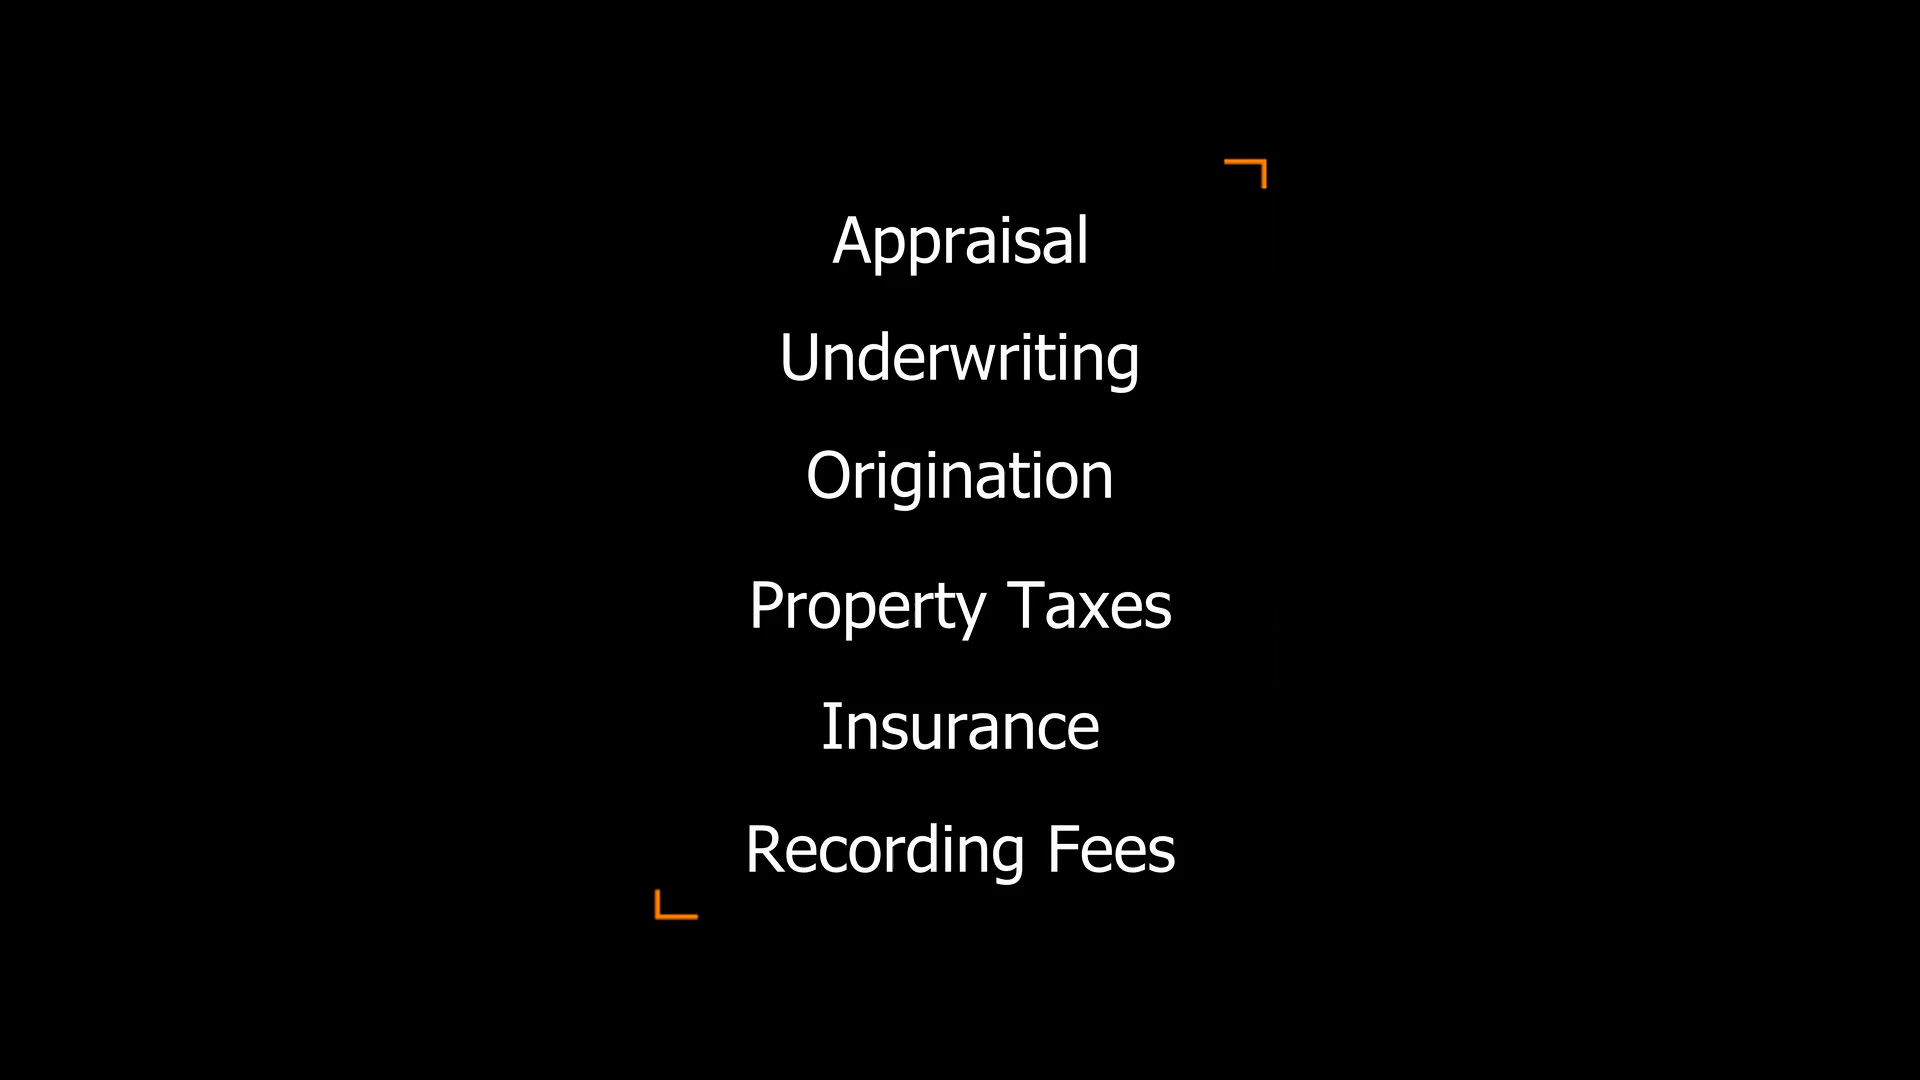 Appraisal
Underwriting
Origination
Property Taxes
Insurance
Recording Fees